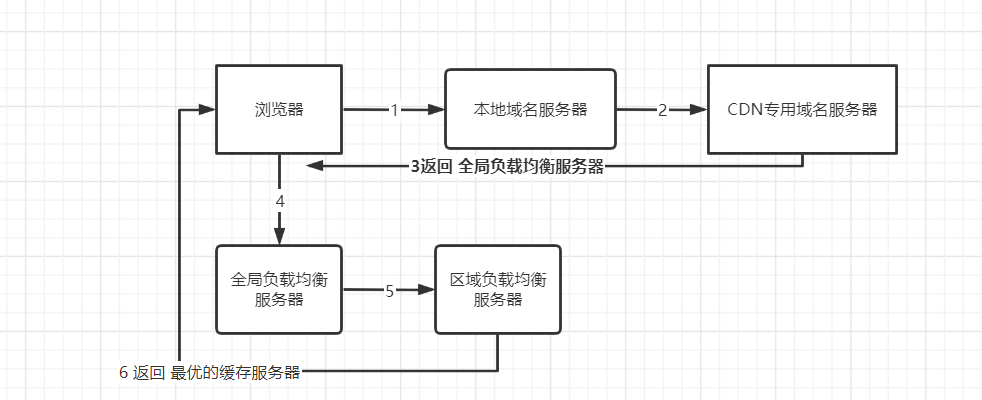 浏览器
1
本地域名服务器
2
CDN专用域名服务器
3返回 全局负载均衡服务器
4
全局负载均衡
服务器
5
区域负载均衡
服务器
6 返回 最优的缓存服务器